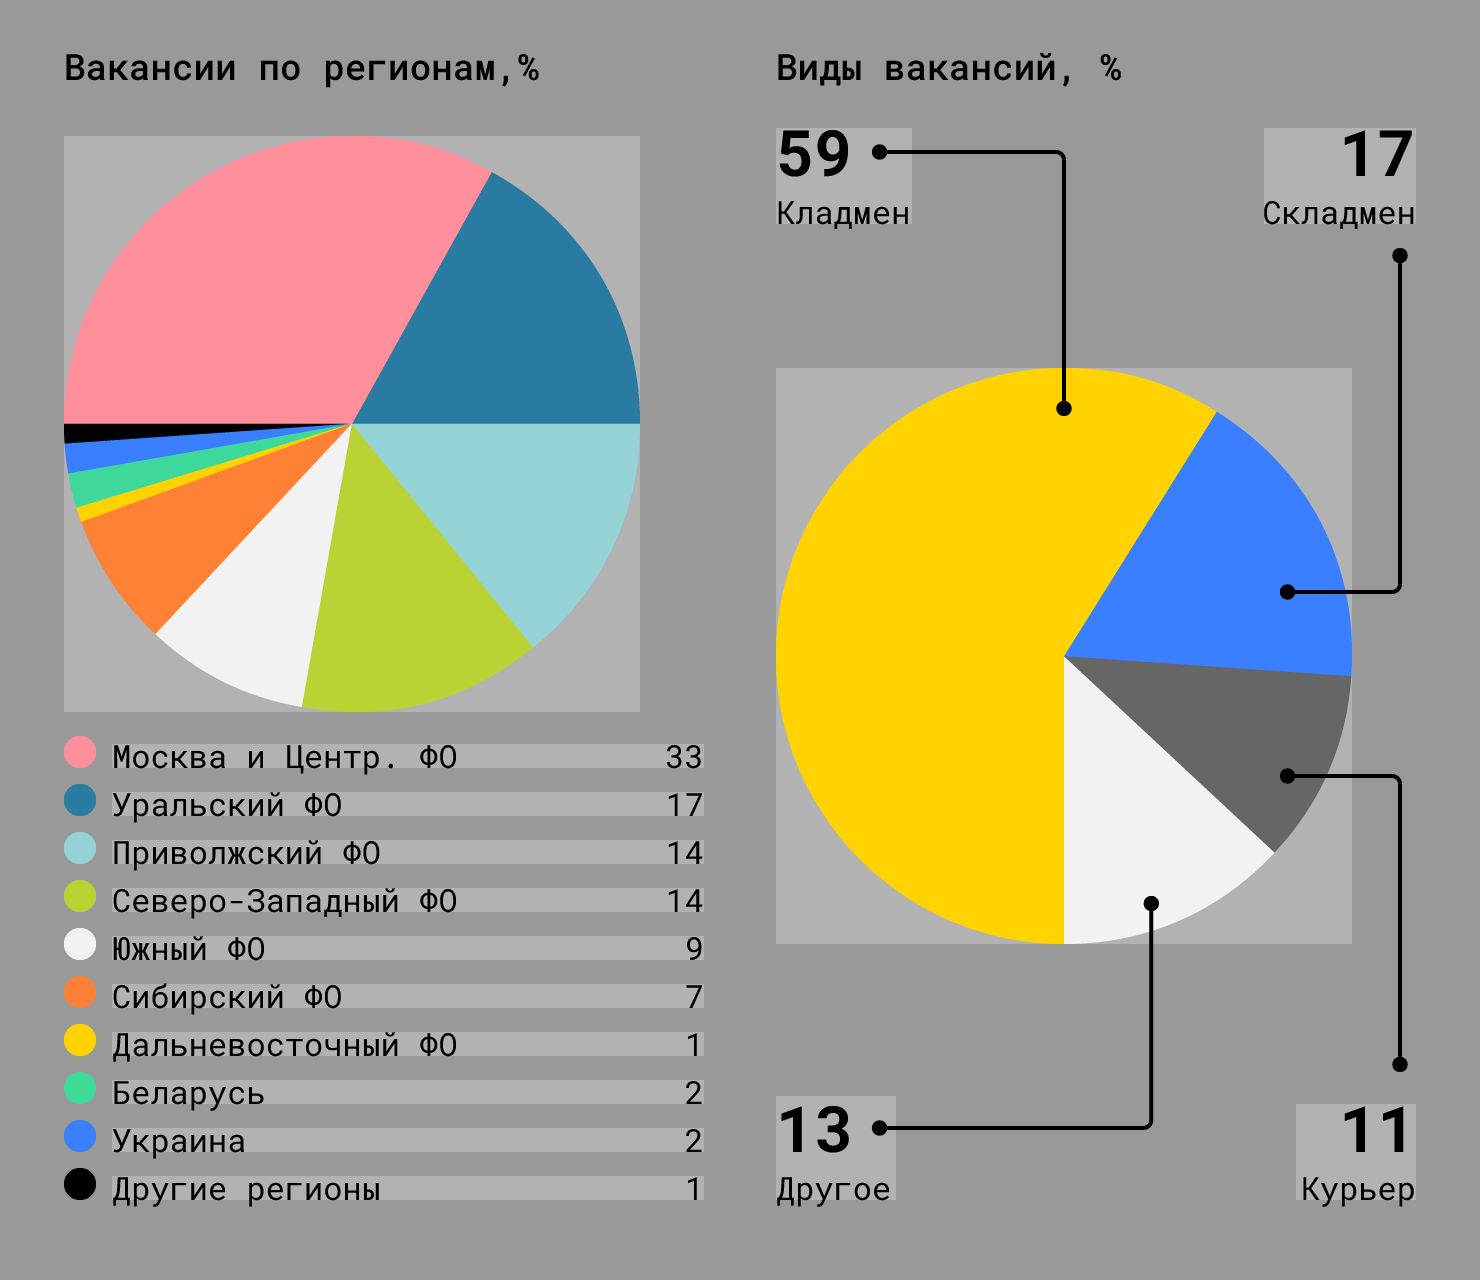 Вакансии по регионам,%
Москва и Центр. ФО 33
Уральский ФО 17
Приволжский ФО 14
Северо-Западный ФО 14
Южный ФО 9
Сибирский ФО 7
Дальневосточный ФО 1
Беларусь 2
Украина 2
Другие регионы 1
Виды вакансий, %
59
Кладмен
17
Складмен
13
Другое
11
Курьер